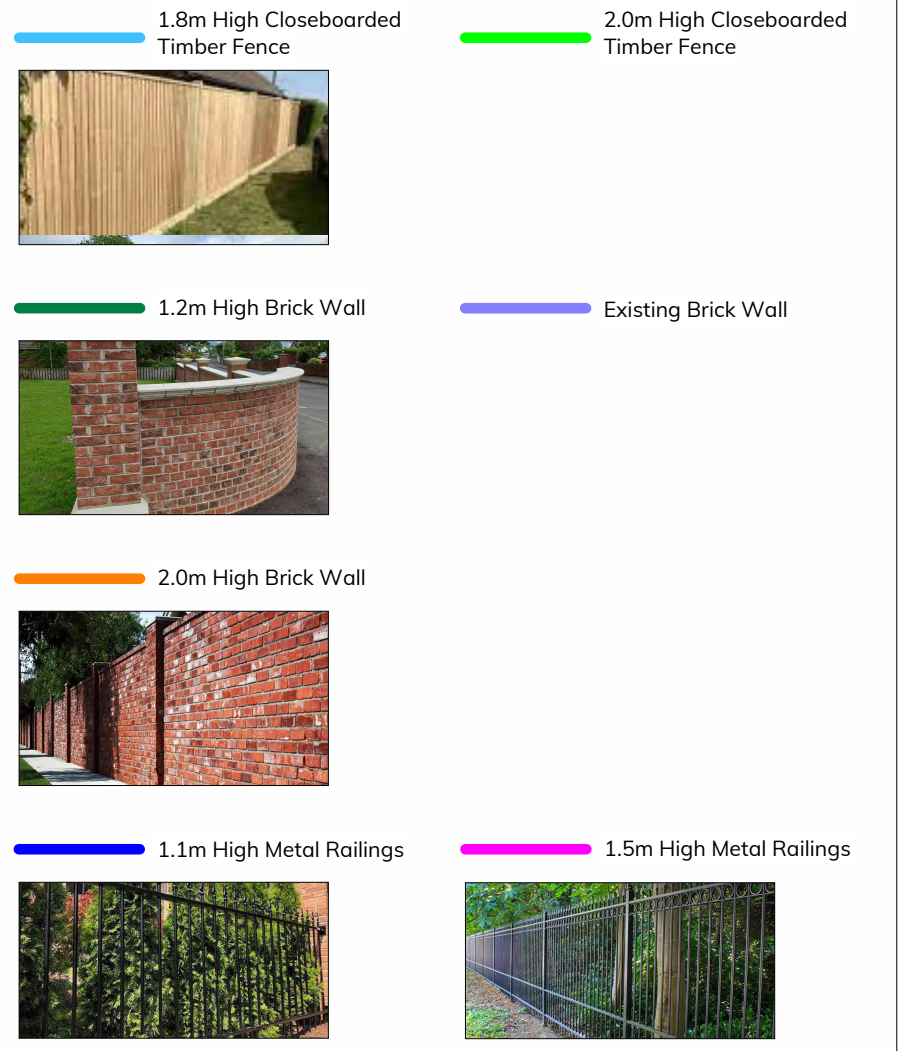 1.8m High Closeboarded
Timber Fence
2.0m High Closeboarded
Timber Fence
1.2m High Brick Wall
Existing Brick Wall
2.0m High Brick Wall
1.1m High Metal Railings
1.5m High Metal Railings